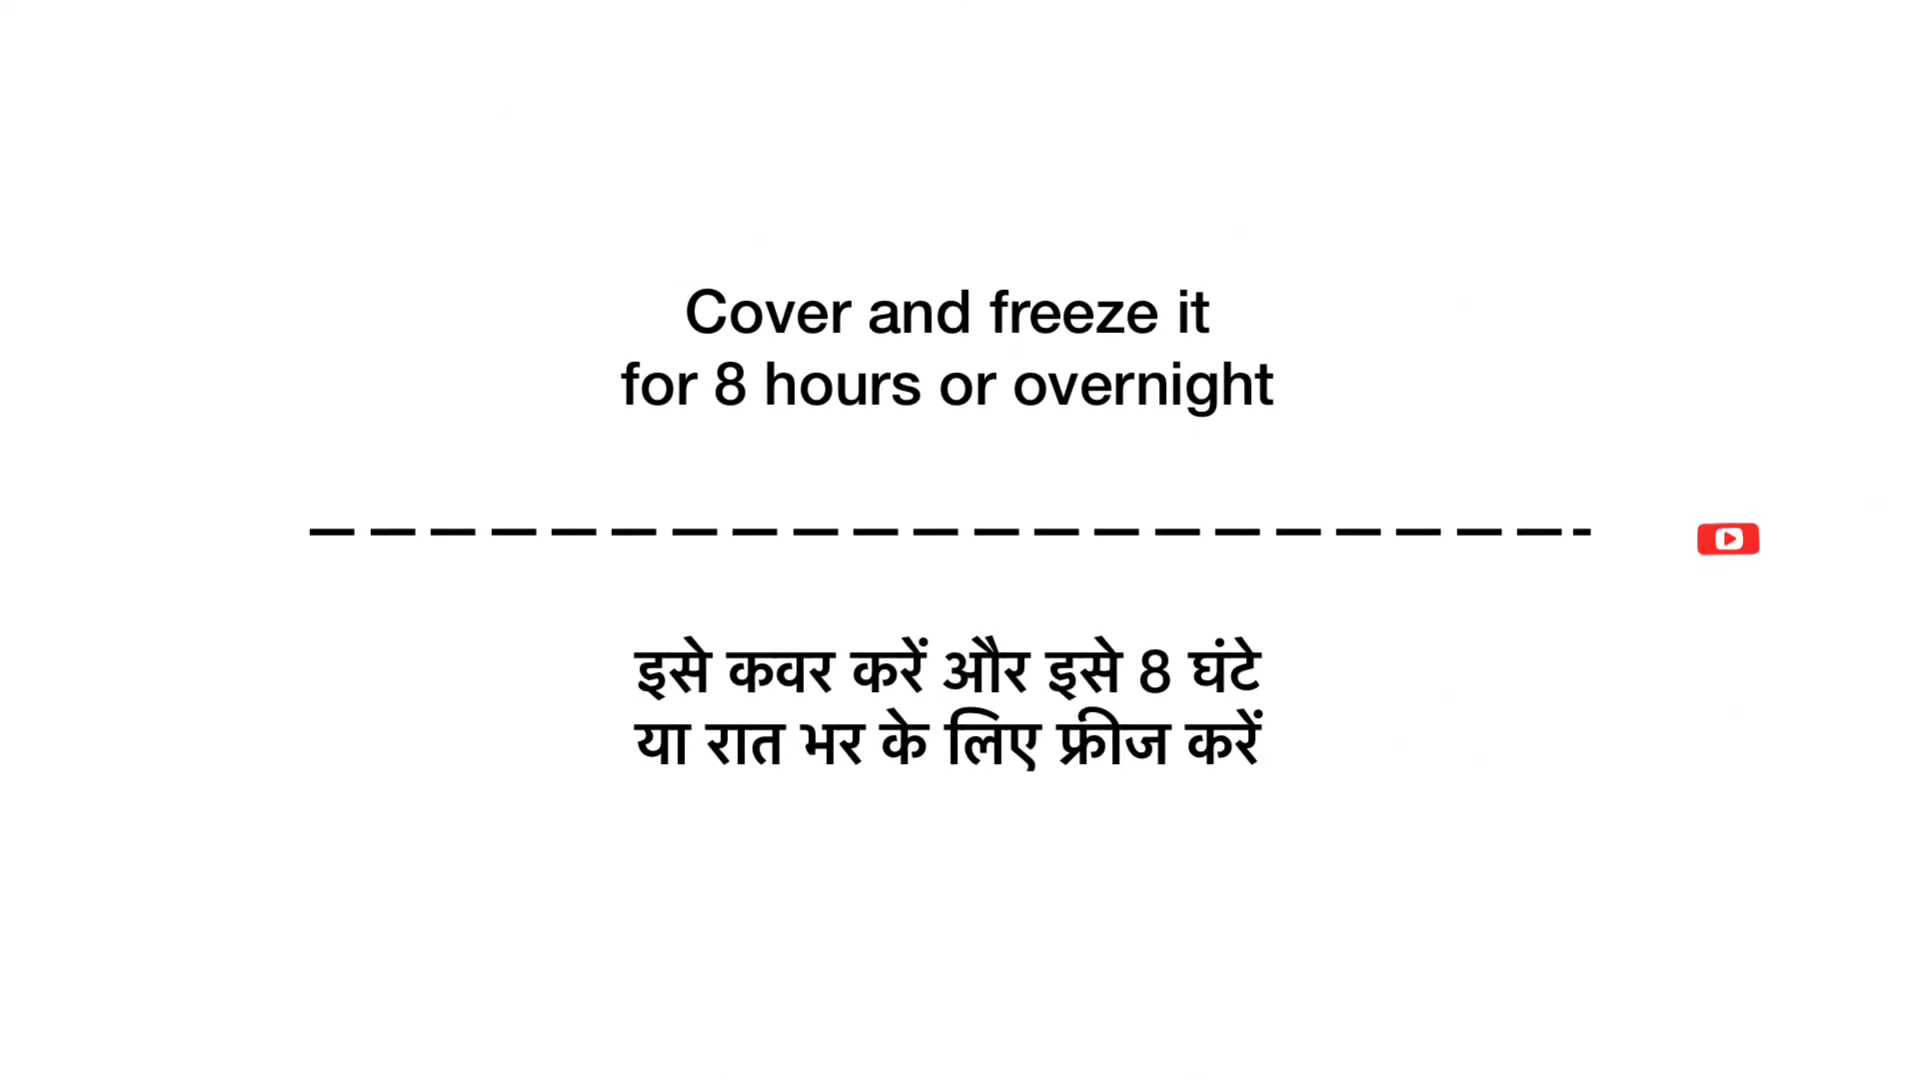 Cover and freeze it
for 8 hours or overnight
इसे कवर करें और इसे 8 घंटे
या रात भर के लिए फ्रीज करें